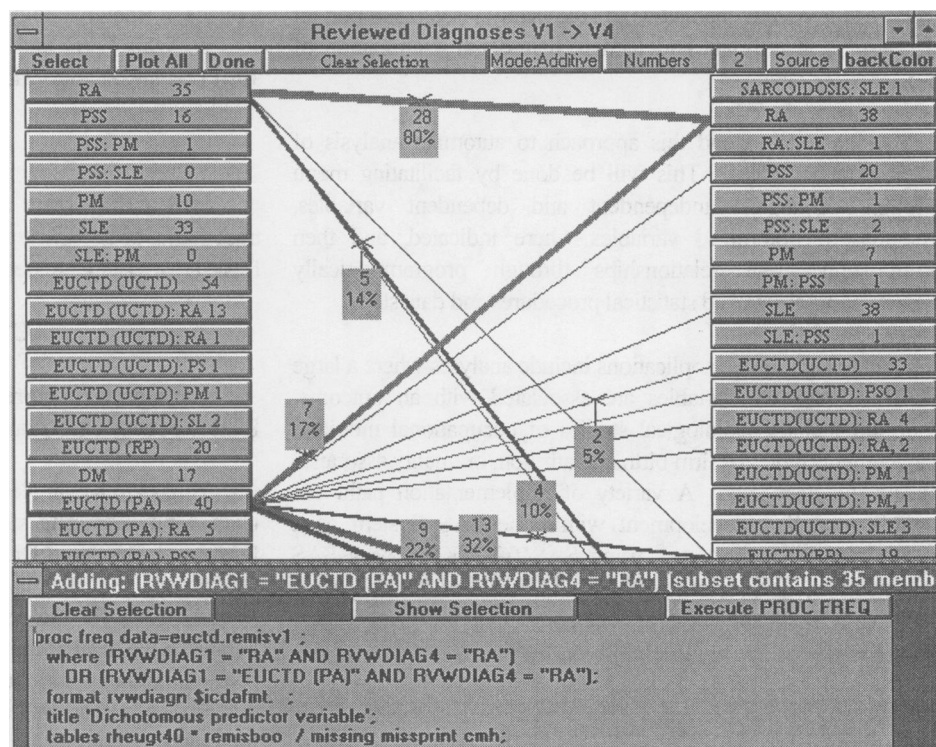 Reviewed Diagnoses V1 -> V4
Select Plot All Done Clear Selection Mode:Additive Numbers 2 Source backColor
RA 35
PSS 16
PSS: PM 1
PSS: SLE 0
PM 10
SLE 33
SLE: PM 0
EUCTD (UCTD) 54
EUCTD (UCTD): RA 13
EUCTD (UCTD): RA 1
EUCTD (UCTD): PS 1
EUCTD (UCTD): PM 1
EUCTD (UCTD): SL 2
EUCTD (RP) 20
DM 17
EUCTD (PA) 40
EUCTD (PA): RA 5
EUCTD (PA): PSS 1
28
80%
5
14%
7
17%
2
5%
4
10%
9
22%
13
32%
SARCOIDOSIS: SLE 1
RA 38
RA: SLE 1
PSS 20
PSS: PM 1
PSS: SLE 2
PM 7
PM: PSS 1
SLE 38
SLE: PSS 1
EUCTD(UCTD) 33
EUCTD(UCTD): PSO 1
EUCTD(UCTD): RA 4
EUCTD(UCTD): RA, 2
EUCTD(UCTD): PM 1
EUCTD(UCTD): PM, 1
EUCTD(UCTD): SLE 3
EUCTD(RP) 19
Adding: (RVWDIAG1 = "EUCTD (PA)" AND RVWDIAG4 = "RA") (subset contains 35 memb
Clear Selection Show Selection Execute PROC FREQ
proc freq data=euctd.remisv1 ;
where (RVWDIAG1 = "RA" AND RVWDIAG4 = "RA")
OR (RVWDIAG1 = "EUCTD (PA)" AND RVWDIAG4 = "RA");
format rvwdiagn $icdafmt. ;
title 'Dichotomous predictor variable';
tables rheugt40 * remisboo / missing missprint cmh;